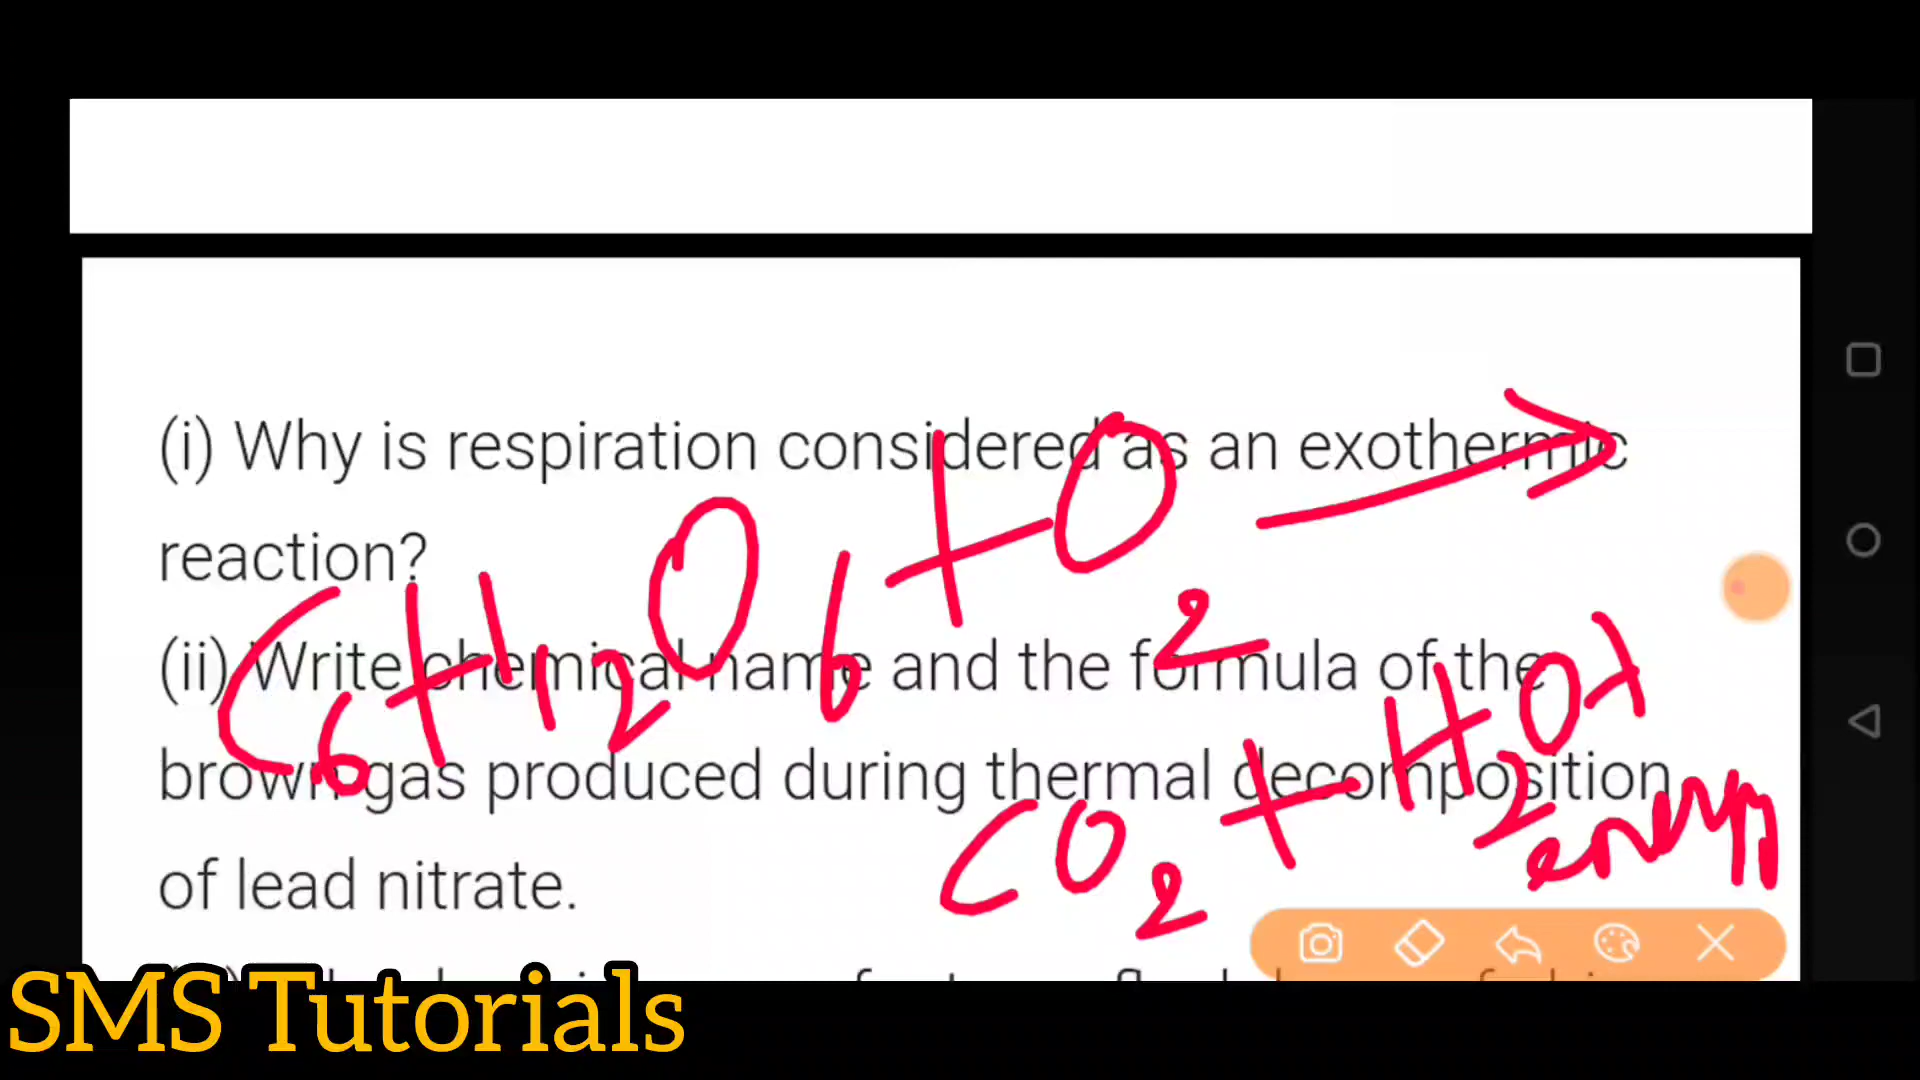 (i) Why is respiration considered as an exothermic
reaction?
(ii) Write chemical name and the formula of the
brown gas produced during thermal decomposition
of lead nitrate.
C6H12O6 + O2 →
CO2 + H2O +
energy
SMS Tutorials